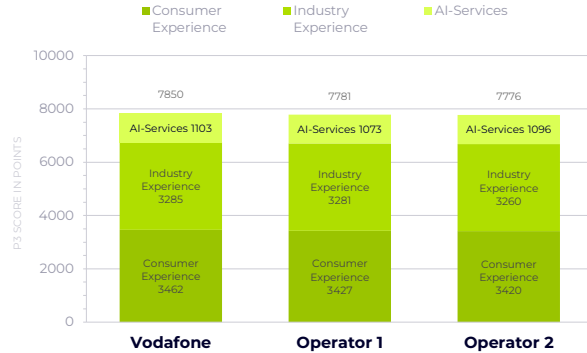 Consumer Experience
Industry Experience
AI-Services
P3 SCORE IN POINTS
10000
8000
6000
4000
2000
0
7850
7781
7776
AI-Services 1103
AI-Services 1073
AI-Services 1096
Industry
Experience
3285
Industry
Experience
3281
Industry
Experience
3260
Consumer
Experience
3462
Consumer
Experience
3427
Consumer
Experience
3420
Vodafone
Operator 1
Operator 2